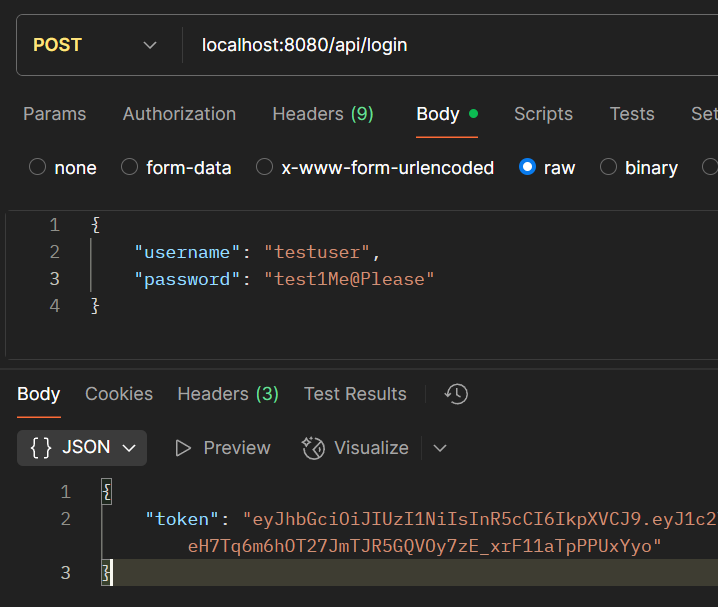 POST localhost:8080/api/login
Params Authorization Headers (9) Body Scripts Tests Set
none form-data x-www-form-urlencoded raw binary
1 {
2 "username": "testuser",
3 "password": "test1Me@Please"
4 }
Body Cookies Headers (3) Test Results
{} JSON Preview Visualize
1 {
2 "token": "eyJhbGciOiJIUzI1NiIsInR5cCI6IkpXVCJ9.eyJ1c2
eH7Tq6m6hOT27JmTJR5GQVOy7zE_xrF11aTpPPUxYyo"
3 }